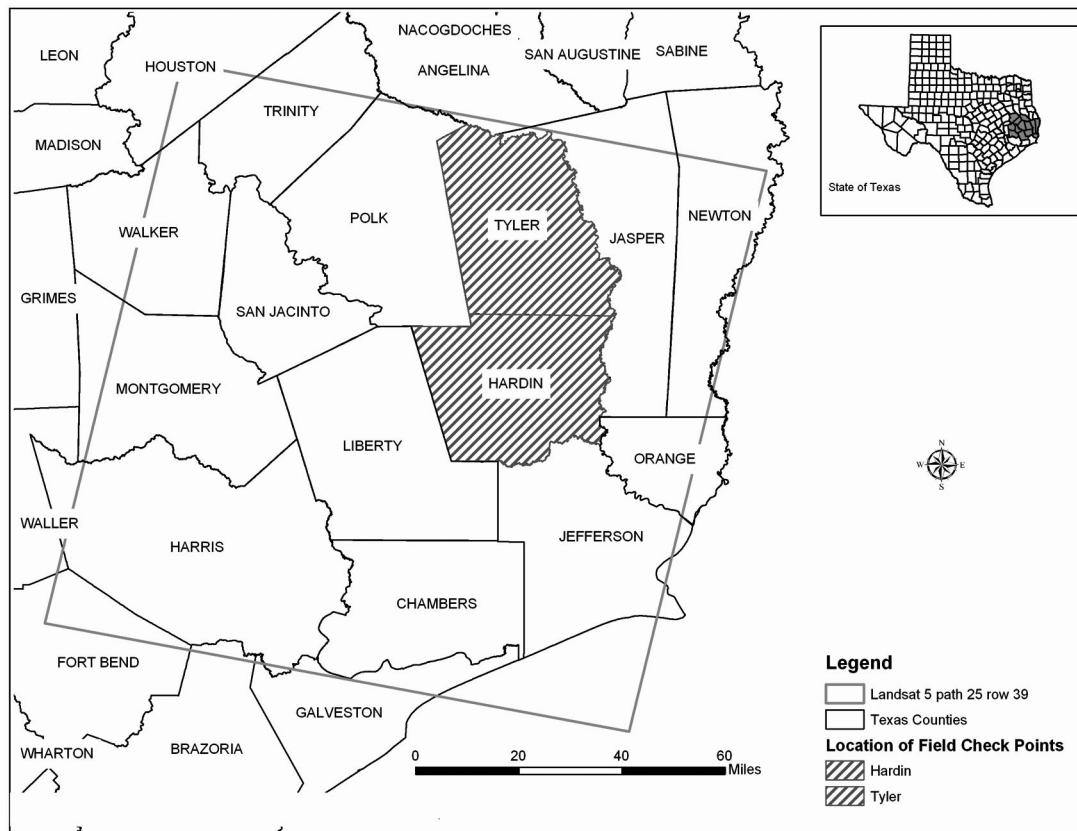 NACOGDOCHES
LEON
SAN AUGUSTINE
SABINE
HOUSTON
ANGELINA
TRINITY
MADISON
State of Texas
POLK
TYLER
NEWTON
WALKER
JASPER
GRIMES
SAN JACINTO
MONTGOMERY
HARDIN
LIBERTY
ORANGE
N
W
E
S
WALLER
HARRIS
JEFFERSON
CHAMBERS
FORT BEND
GALVESTON
WHARTON
BRAZORIA
0 20 40 60
Miles
Legend
Landsat 5 path 25 row 39
Texas Counties
Location of Field Check Points
Hardin
Tyler